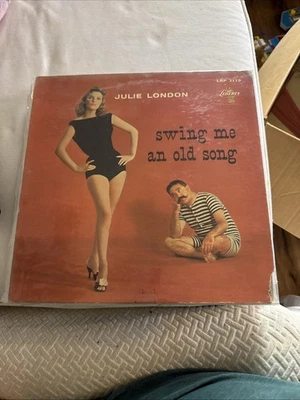 JULIE LONDON
Liberty
swing me
an old song